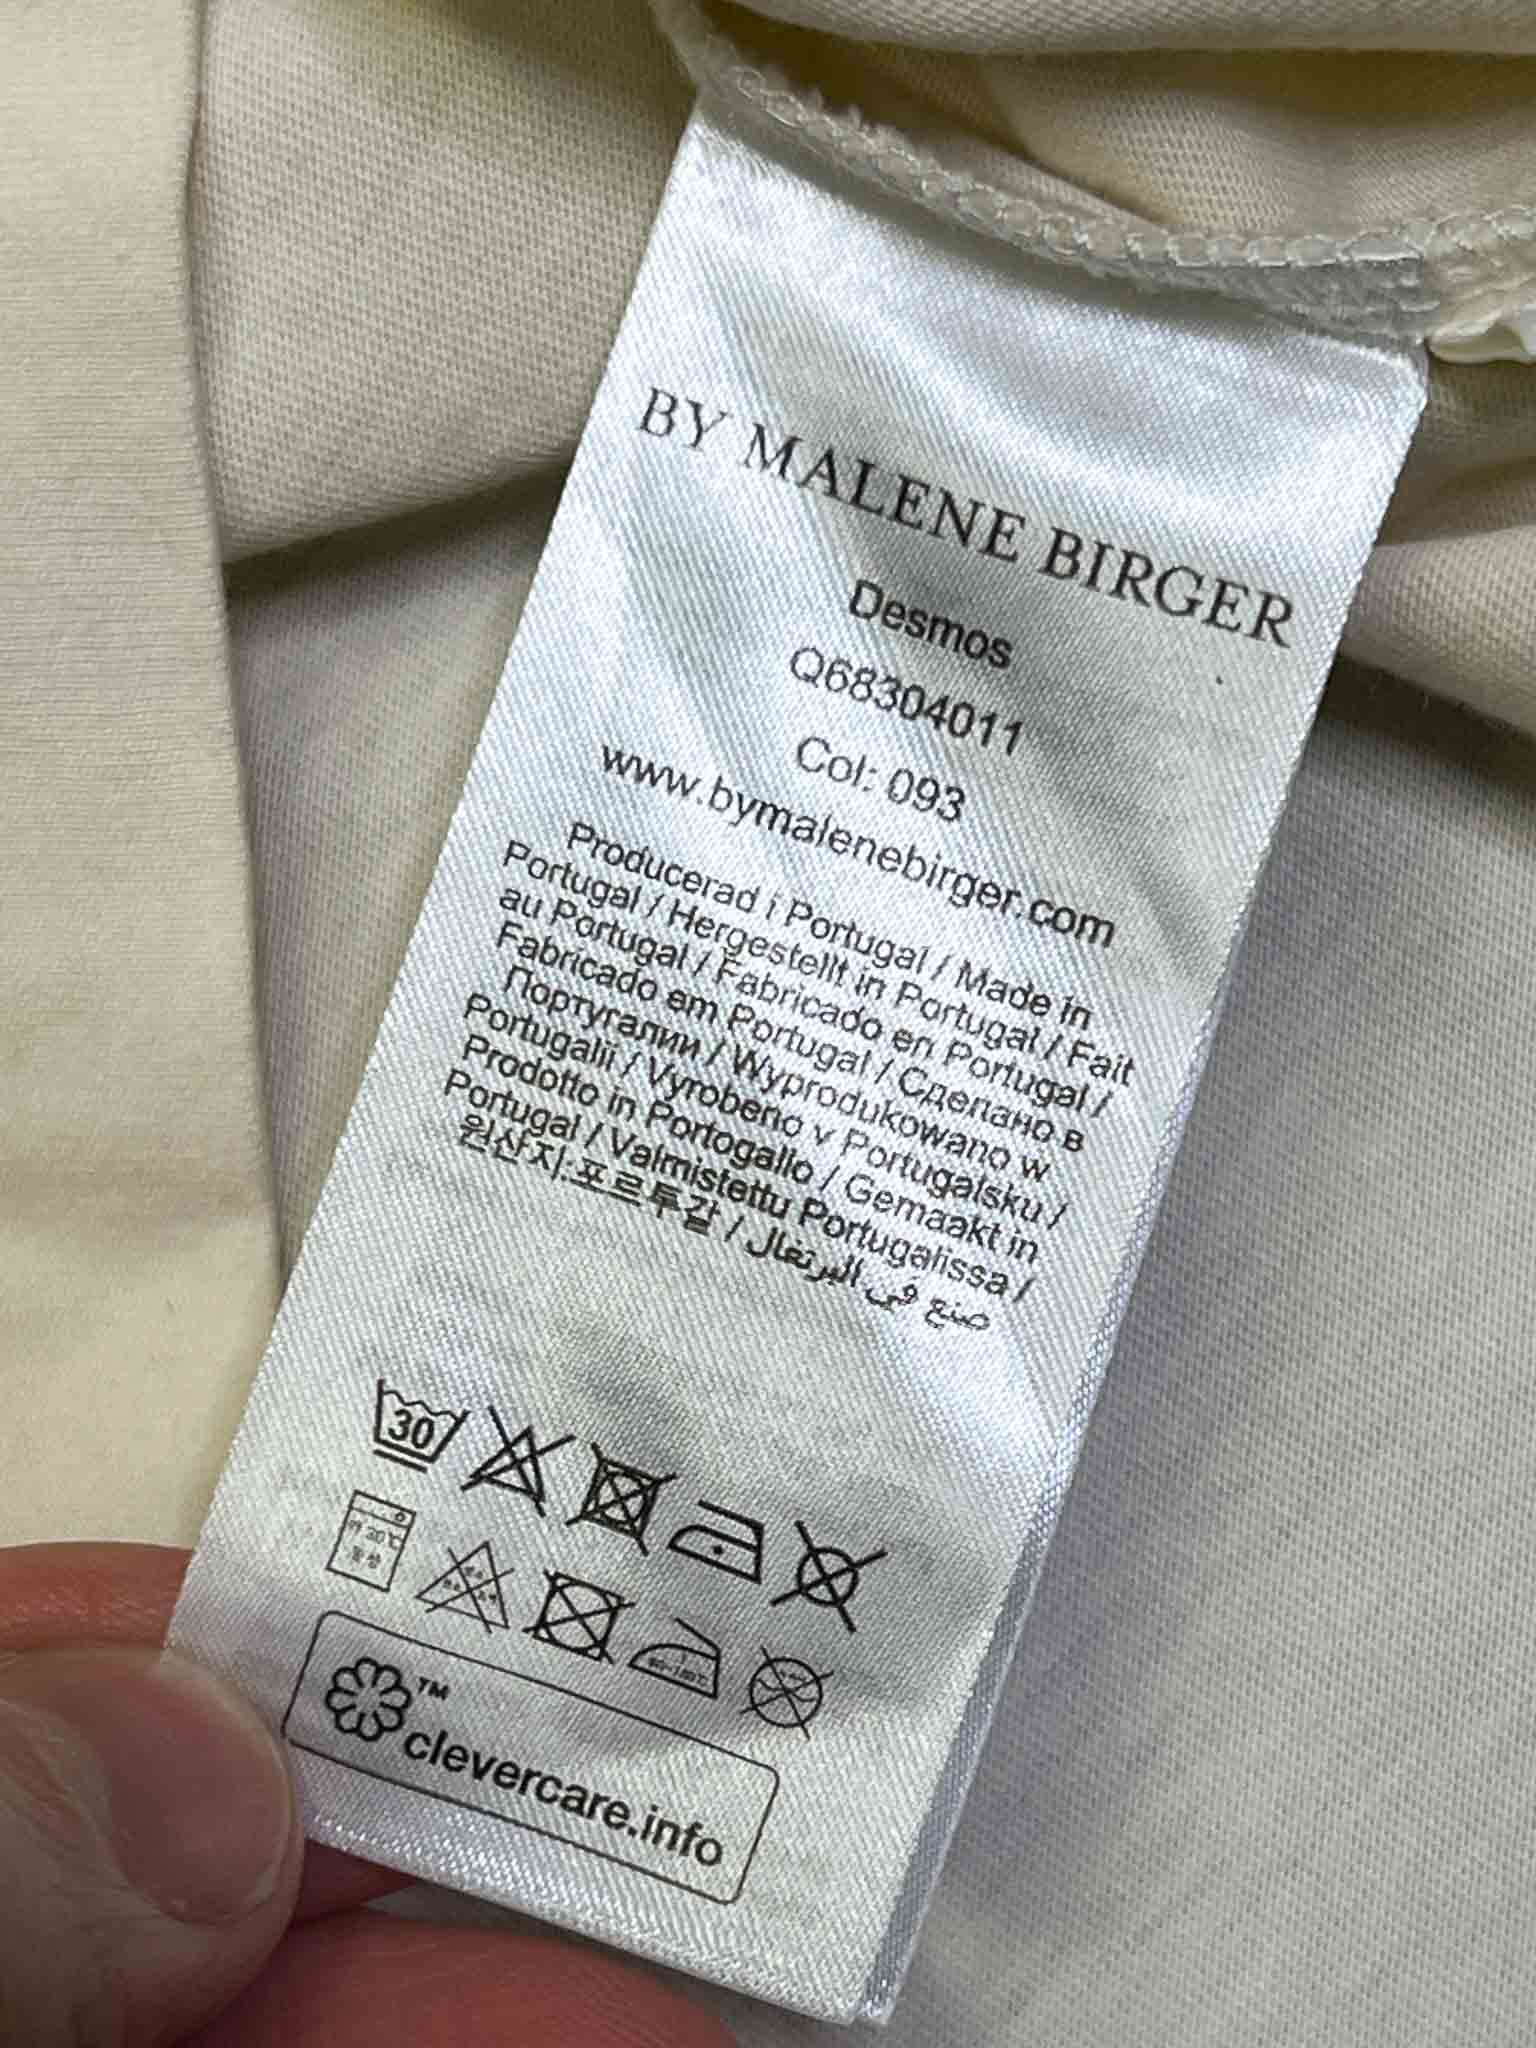 BY MALENE BIRGER
Desmos
Q68304011
Col: 093
www.bymalenebirger.com
Producerad i Portugal / Made in
Portugal / Hergestellt in Portugal / Fait
au Portugal / Fabricado en Portugal /
Fabricado em Portugal / Сделано в
Португалии / Wyprodukowano w
Portugalii / Vyrobeno v Portugalsku /
Prodotto in Portogallo / Gemaakt in
Portugal / Valmistettu Portugalissa /
원산지:포르투갈 / صنع في البرتغال
30
clevercare.info™